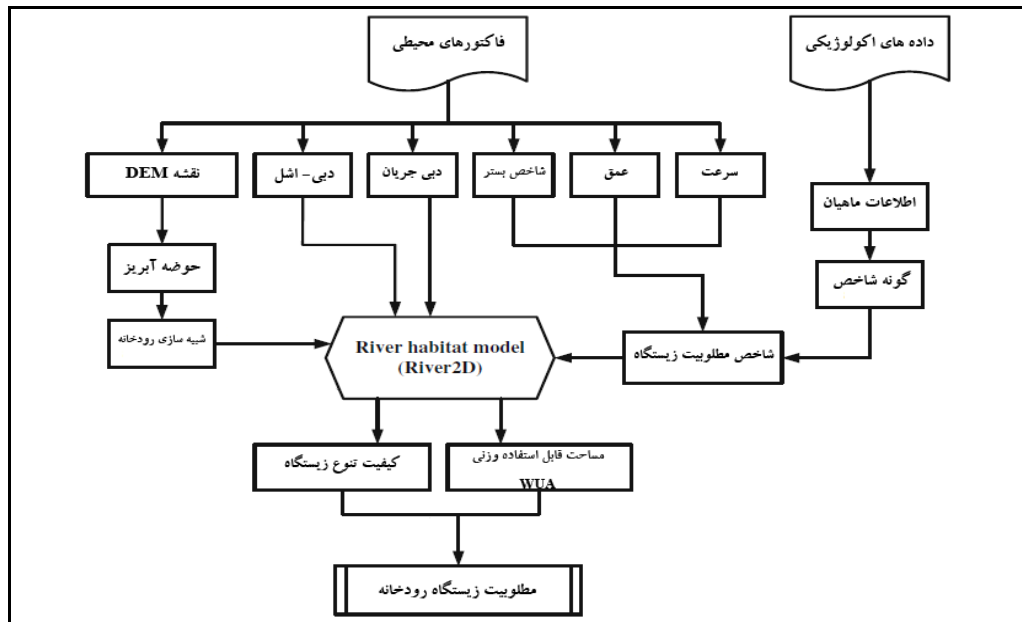 داده های اکولوژیکی
فاکتورهای محیطی
سرعت
عمق
شاخص بستر
دبی جریان
دبی- اشل
نقشه DEM
اطلاعات ماهیان
حوضه آبریز
گونه شاخص
شبیه سازی رودخانه
River habitat model
(River2D)
شاخص مطلوبیت زیستگاه
مساحت قابل استفاده وزنی
WUA
کیفیت تنوع زیستگاه
مطلوبیت زیستگاه رودخانه